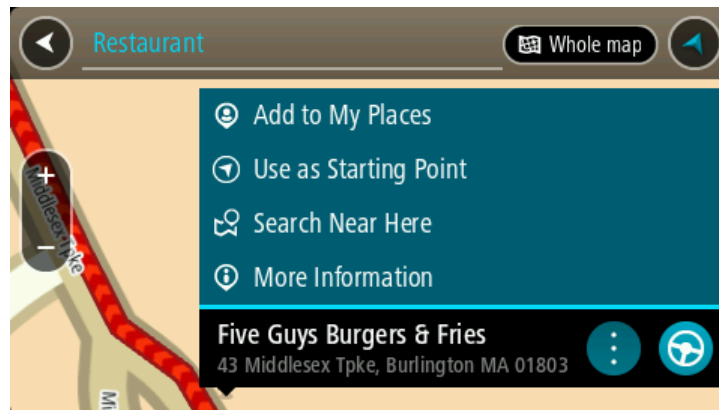 Restaurant
Whole map
Add to My Places
Use as Starting Point
Search Near Here
More Information
Five Guys Burgers & Fries
43 Middlesex Tpke, Burlington MA 01803
+
Middlesex Tpke
−
Mi